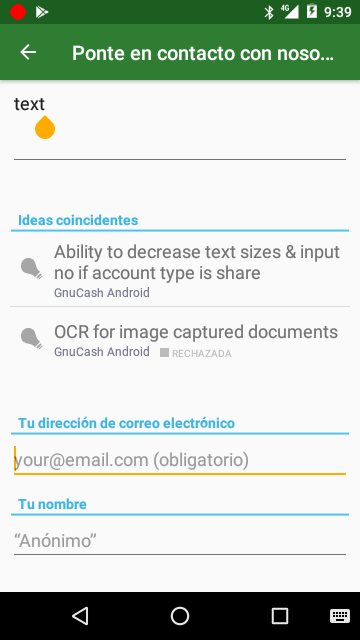 4G
9:39
Ponte en contacto con noso...
text
Ideas coincidentes
Ability to decrease text sizes & input
no if account type is share
GnuCash Android
OCR for image captured documents
GnuCash Android RECHAZADA
Tu dirección de correo electrónico
your@email.com (obligatorio)
Tu nombre
“Anónimo”